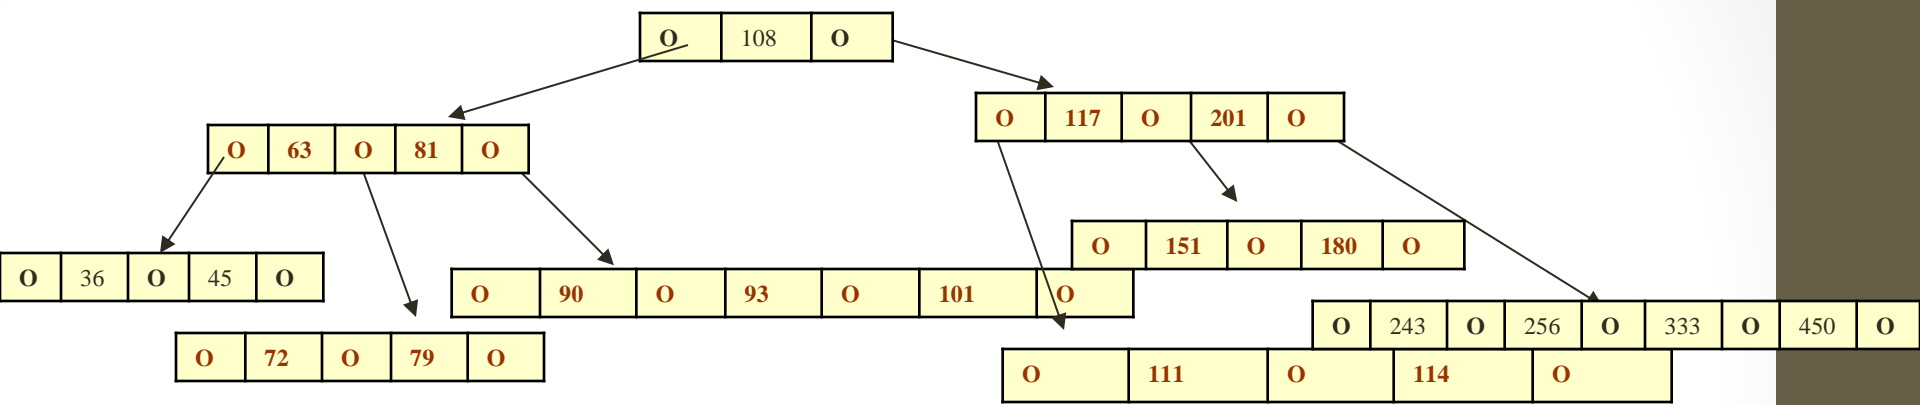 O 108 O
O 117 O 201 O
O 63 O 81 O
O 151 O 180 O
O 36 O 45 O
O 90 O 93 O 101 O
O 243 O 256 O 333 O 450 O
O 72 O 79 O
O 111 O 114 O